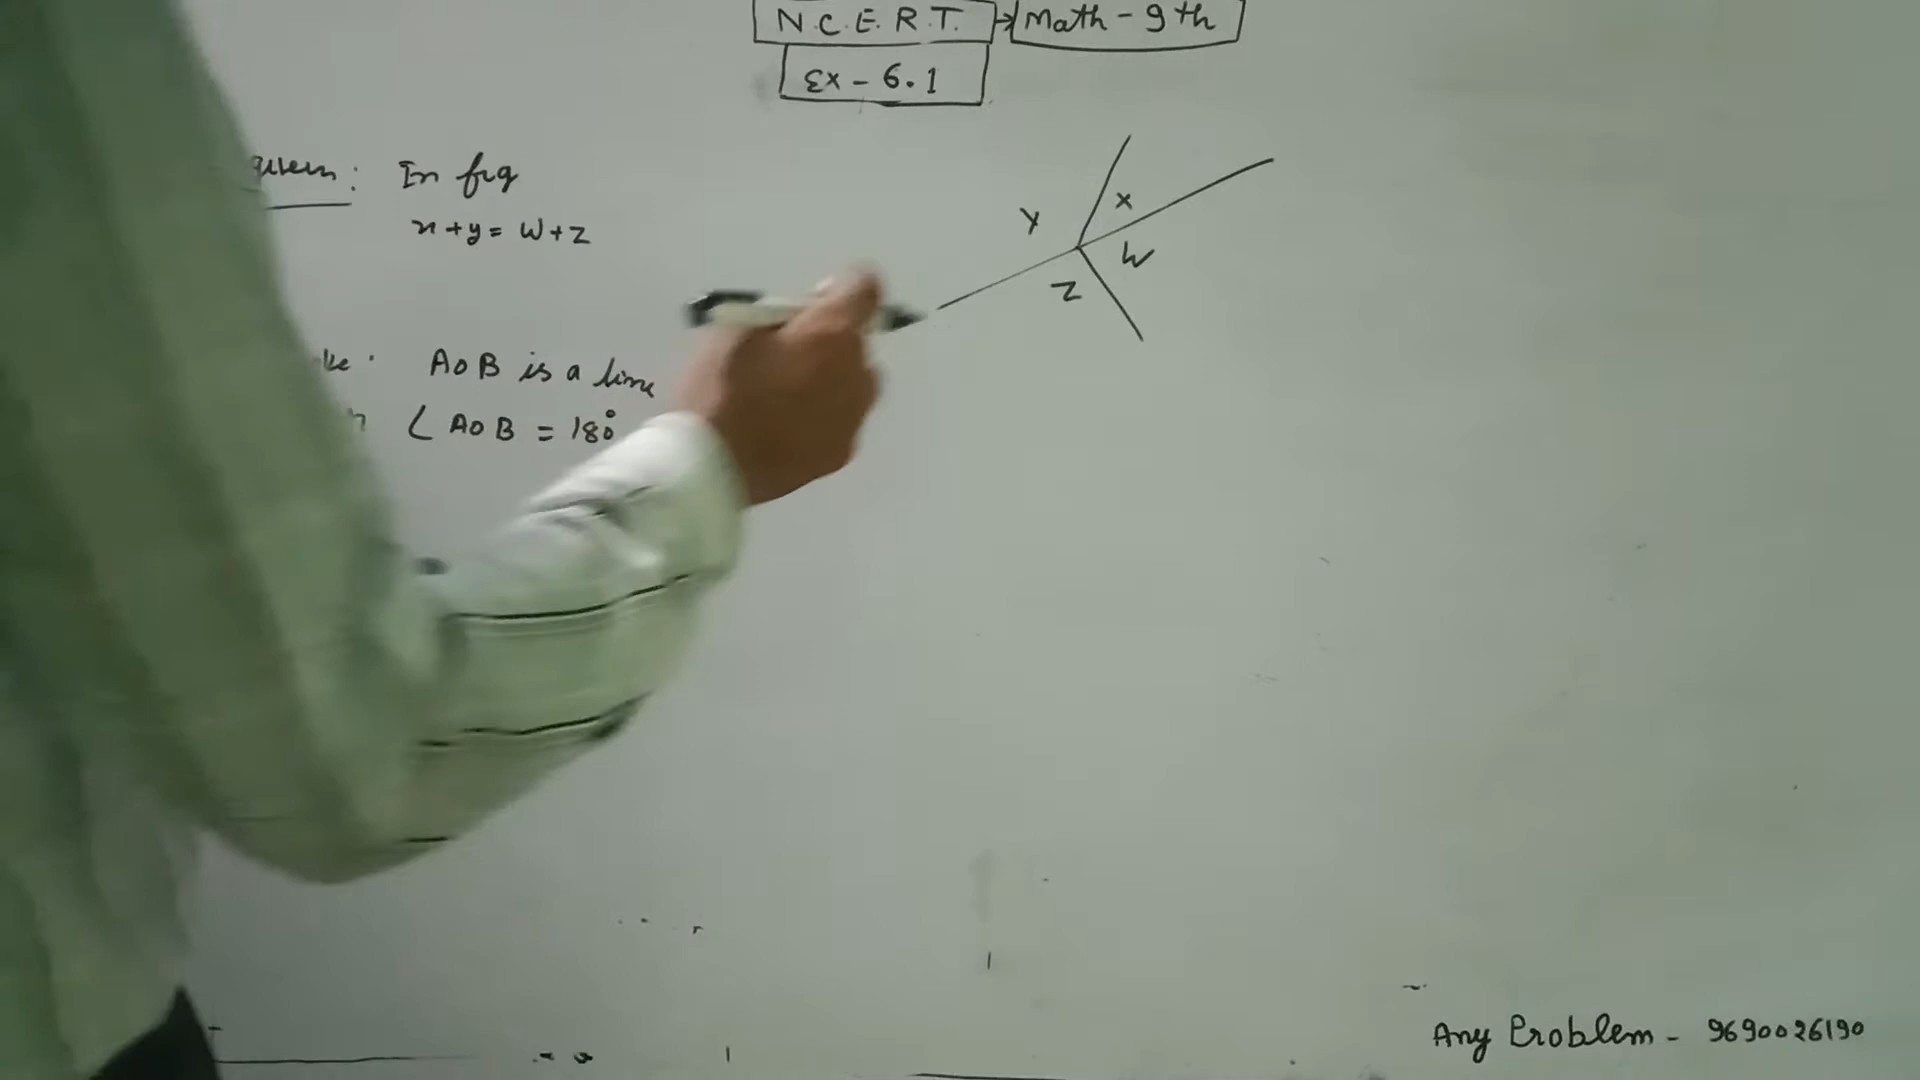 N.C.E.R.T. → Math - 9th
Ex - 6.1
: In fig
x + y = w + z
Y
X
W
Z
AOB is a line
∠AOB = 180°
Any Problem - 9690026190